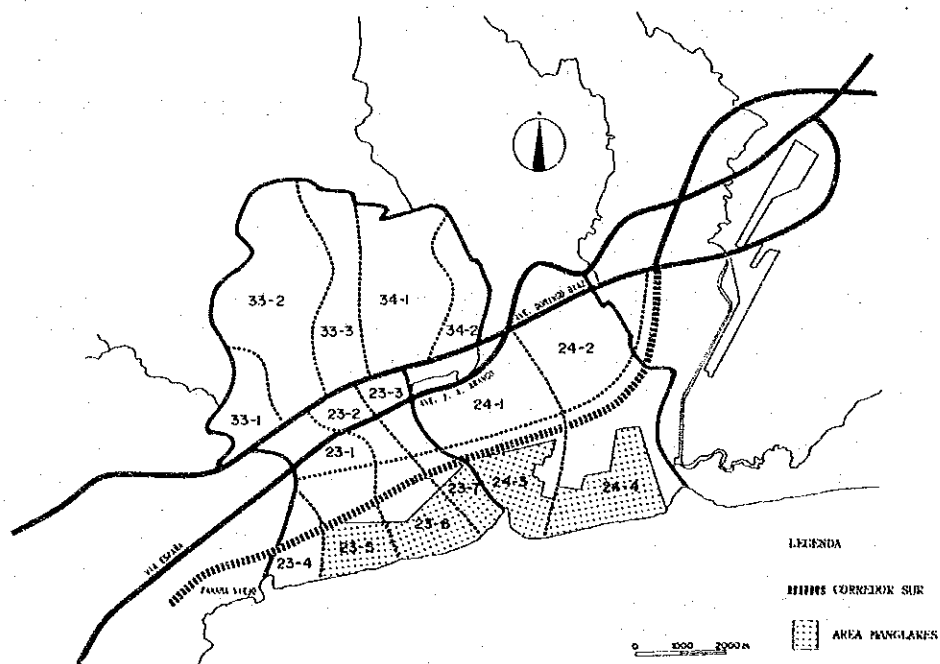 33-2
34-1
33-3
34-2
AVE. DOMINGO DIAZ
24-2
23-3
AVE. J. A. ARANGO
24-1
33-1
23-2
23-1
23-7
24-3
24-4
23-6
23-5
23-4
VIA ESPAÑA
PANAMA VIEJO
LEGENDA
CORREDOR SUR
AREA MANGLARES
0 1000 2000 M